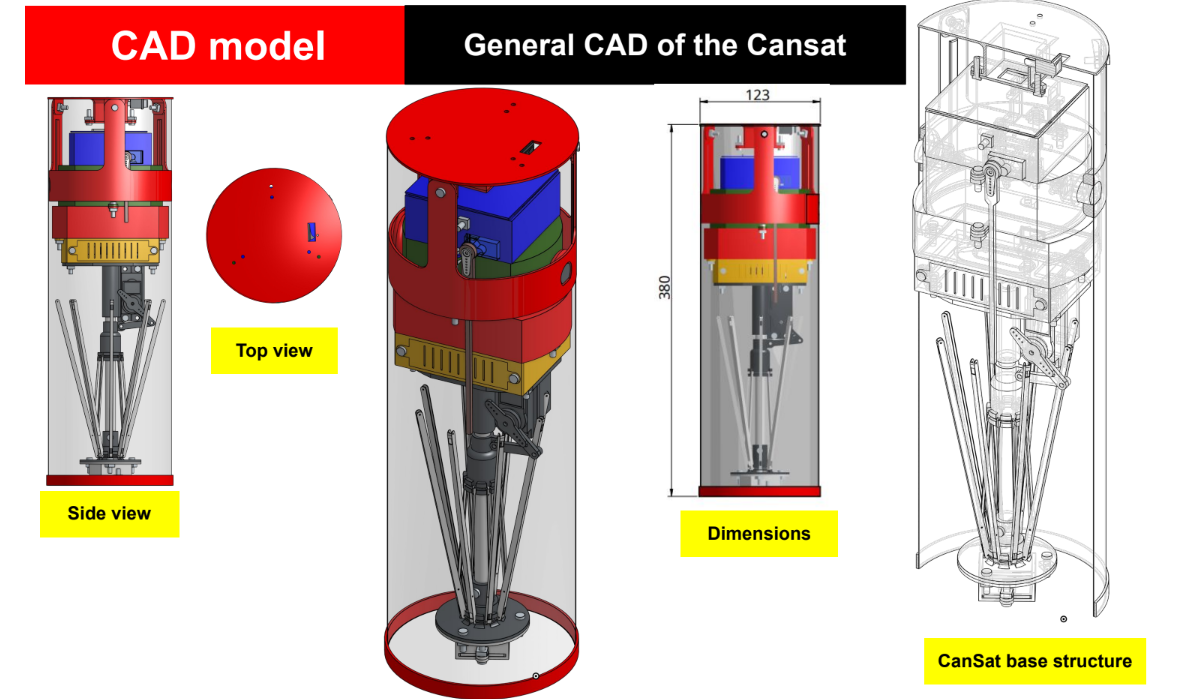 CAD model
General CAD of the Cansat
123
380
Top view
Side view
Dimensions
CanSat base structure